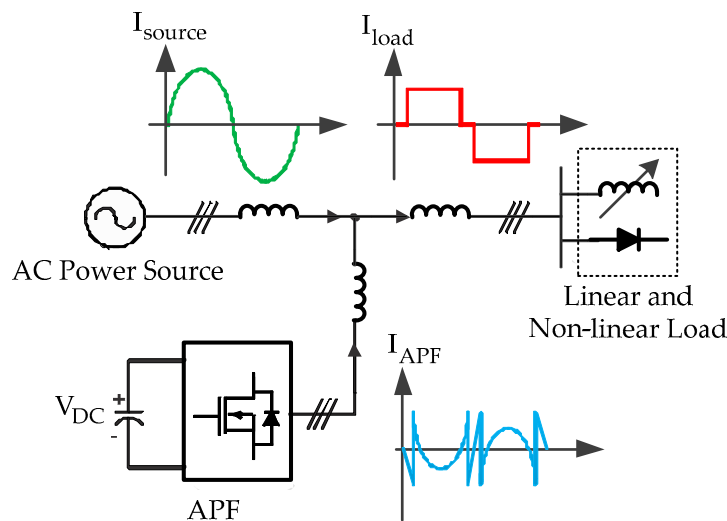 I_source
I_load
AC Power Source
Linear and
Non-linear Load
I_APF
V_DC
+
-
APF